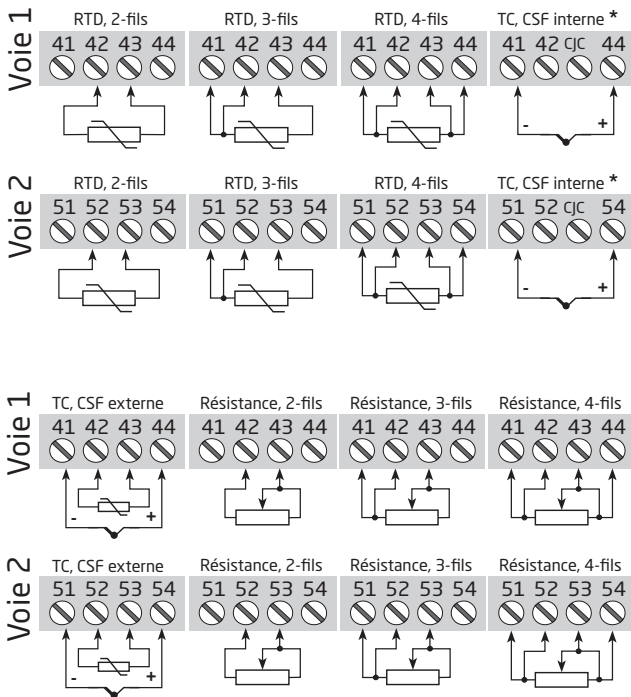 Voie 1
RTD, 2-fils
41 42 43 44
RTD, 3-fils
41 42 43 44
RTD, 4-fils
41 42 43 44
TC, CSF interne *
41 42 CJC 44
- +
Voie 2
RTD, 2-fils
51 52 53 54
RTD, 3-fils
51 52 53 54
RTD, 4-fils
51 52 53 54
TC, CSF interne *
51 52 CJC 54
- +
Voie 1
TC, CSF externe
41 42 43 44
- +
Résistance, 2-fils
41 42 43 44
Résistance, 3-fils
41 42 43 44
Résistance, 4-fils
41 42 43 44
Voie 2
TC, CSF externe
51 52 53 54
- +
Résistance, 2-fils
51 52 53 54
Résistance, 3-fils
51 52 53 54
Résistance, 4-fils
51 52 53 54